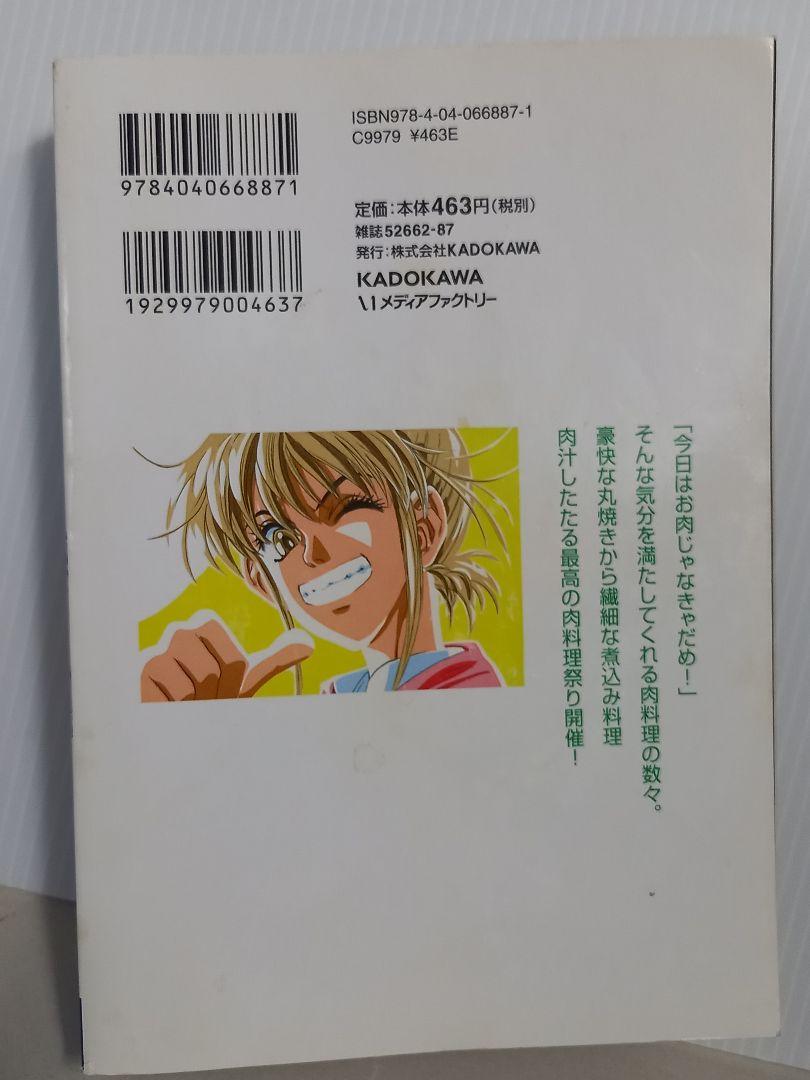 ISBN978-4-04-066887-1
C9979 ¥463E
9784040668871
定価:本体463円(税別)
雑誌52662-87
発行:株式会社KADOKAWA
1929979004637
KADOKAWA
メディアファクトリー
「今日はお肉じゃなきゃだめ!」
そんな気分を満たしてくれる肉料理の数々。
豪快な丸焼きから繊細な煮込み料理
肉汁したたる最高の肉料理祭り開催!